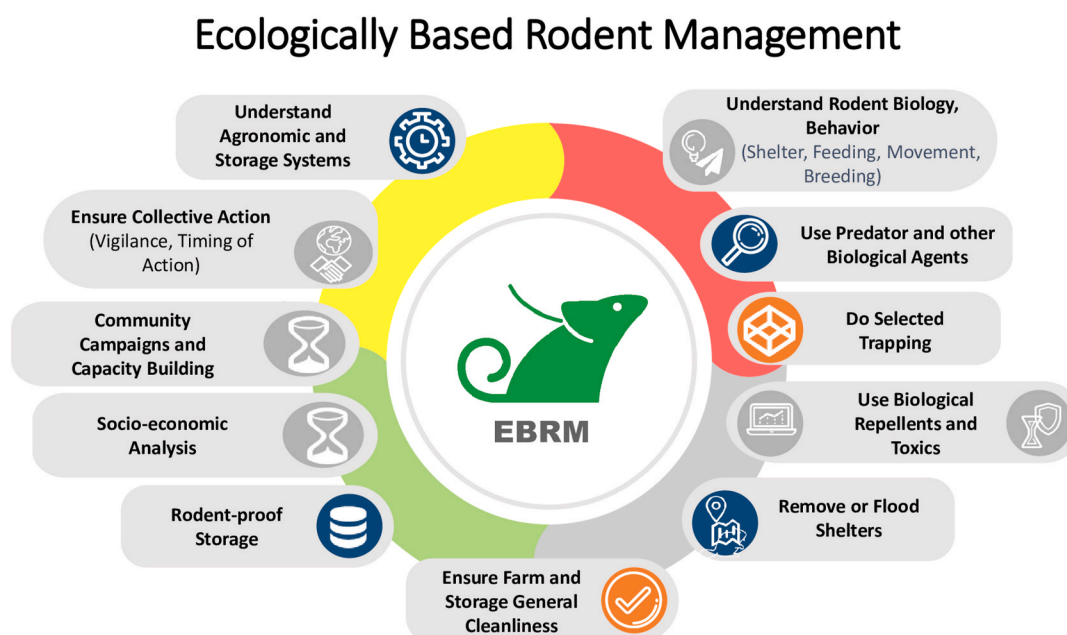 Ecologically Based Rodent Management
Understand
Agronomic and
Storage Systems
Understand Rodent Biology,
Behavior
(Shelter, Feeding, Movement,
Breeding)
Ensure Collective Action
(Vigilance, Timing of
Action)
Use Predator and other
Biological Agents
Community
Campaigns and
Capacity Building
Do Selected
Trapping
Socio-economic
Analysis
Use Biological
Repellents and
Toxics
EBRM
Rodent-proof
Storage
Remove or Flood
Shelters
Ensure Farm and
Storage General
Cleanliness